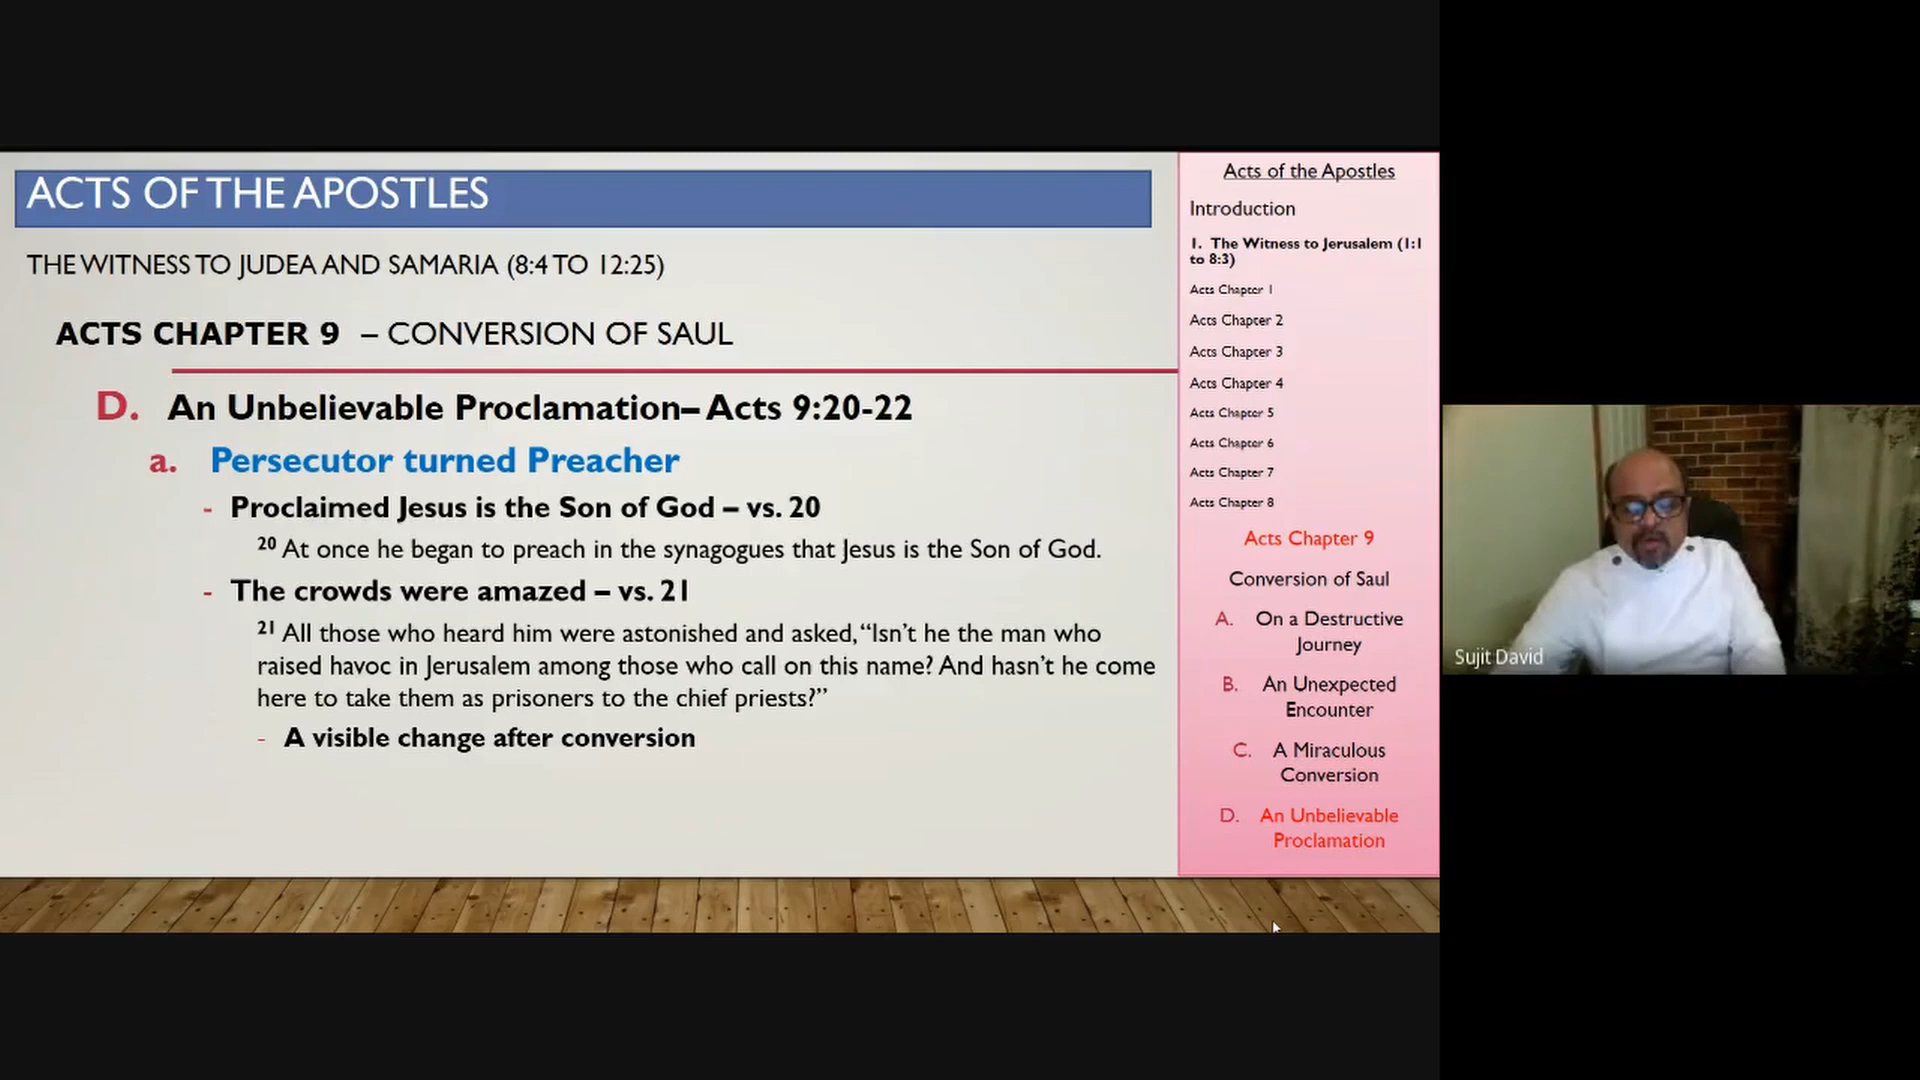 ACTS OF THE APOSTLES
THE WITNESS TO JUDEA AND SAMARIA (8:4 TO 12:25)
ACTS CHAPTER 9 – CONVERSION OF SAUL
D. An Unbelievable Proclamation– Acts 9:20-22
a. Persecutor turned Preacher
- Proclaimed Jesus is the Son of God – vs. 20
20 At once he began to preach in the synagogues that Jesus is the Son of God.
- The crowds were amazed – vs. 21
21 All those who heard him were astonished and asked, “Isn’t he the man who
raised havoc in Jerusalem among those who call on this name? And hasn’t he come
here to take them as prisoners to the chief priests?”
- A visible change after conversion
Acts of the Apostles
Introduction
1. The Witness to Jerusalem (1:1
to 8:3)
Acts Chapter 1
Acts Chapter 2
Acts Chapter 3
Acts Chapter 4
Acts Chapter 5
Acts Chapter 6
Acts Chapter 7
Acts Chapter 8
Acts Chapter 9
Conversion of Saul
A. On a Destructive
Journey
B. An Unexpected
Encounter
C. A Miraculous
Conversion
D. An Unbelievable
Proclamation
Sujit David